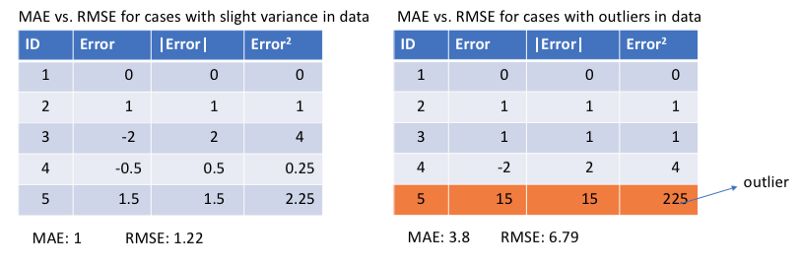 MAE vs. RMSE for cases with slight variance in data
ID Error |Error| Error²
1 0 0 0
2 1 1 1
3 -2 2 4
4 -0.5 0.5 0.25
5 1.5 1.5 2.25
MAE: 1 RMSE: 1.22
MAE vs. RMSE for cases with outliers in data
ID Error |Error| Error²
1 0 0 0
2 1 1 1
3 1 1 1
4 -2 2 4
5 15 15 225
outlier
MAE: 3.8 RMSE: 6.79